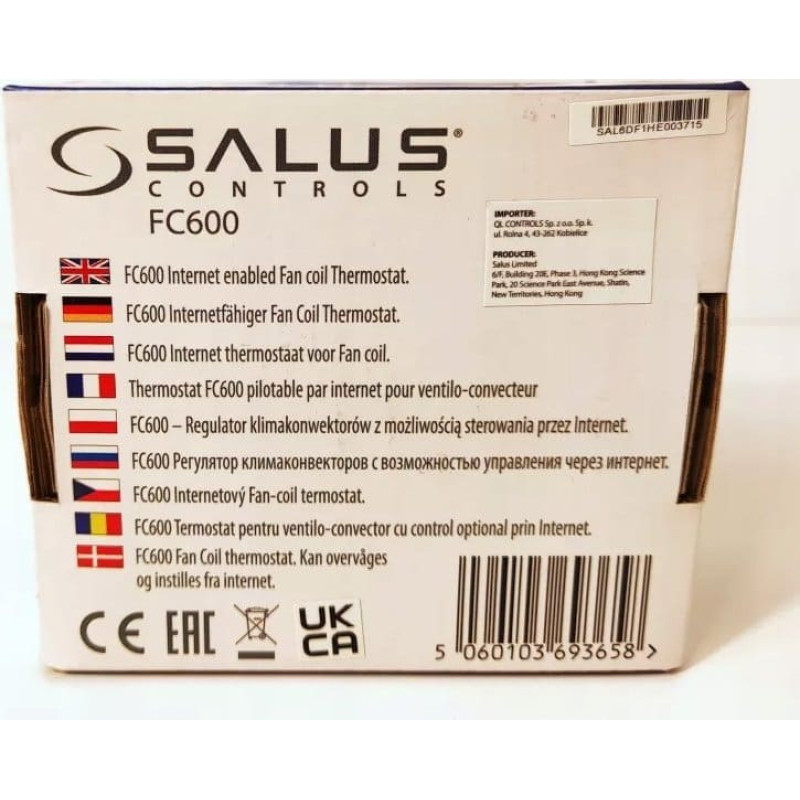 SALUS®
CONTROLS
FC600
SAL6DF1HE003715
IMPORTER:
QL CONTROLS Sp. z o.o. Sp. k.
ul. Rolna 4, 43-262 Kobielice
PRODUCER:
Salus Limited
6/F, Building 20E, Phase 3, Hong Kong Science
Park, 20 Science Park East Avenue, Shatin,
New Territories, Hong Kong
FC600 Internet enabled Fan coil Thermostat.
FC600 Internetfähiger Fan Coil Thermostat.
FC600 Internet thermostaat voor Fan coil.
Thermostat FC600 pilotable par internet pour ventilo-convecteur
FC600 – Regulator klimakonwektorów z możliwością sterowania przez Internet.
FC600 Регулятор климаконвекторов с возможностью управления через интернет.
FC600 Internetový Fan-coil termostat.
FC600 Termostat pentru ventilo-convector cu control optional prin Internet.
FC600 Fan Coil thermostat. Kan overvåges
og instilles fra internet.
CE EAC UK
CA
5 060103 693658 >